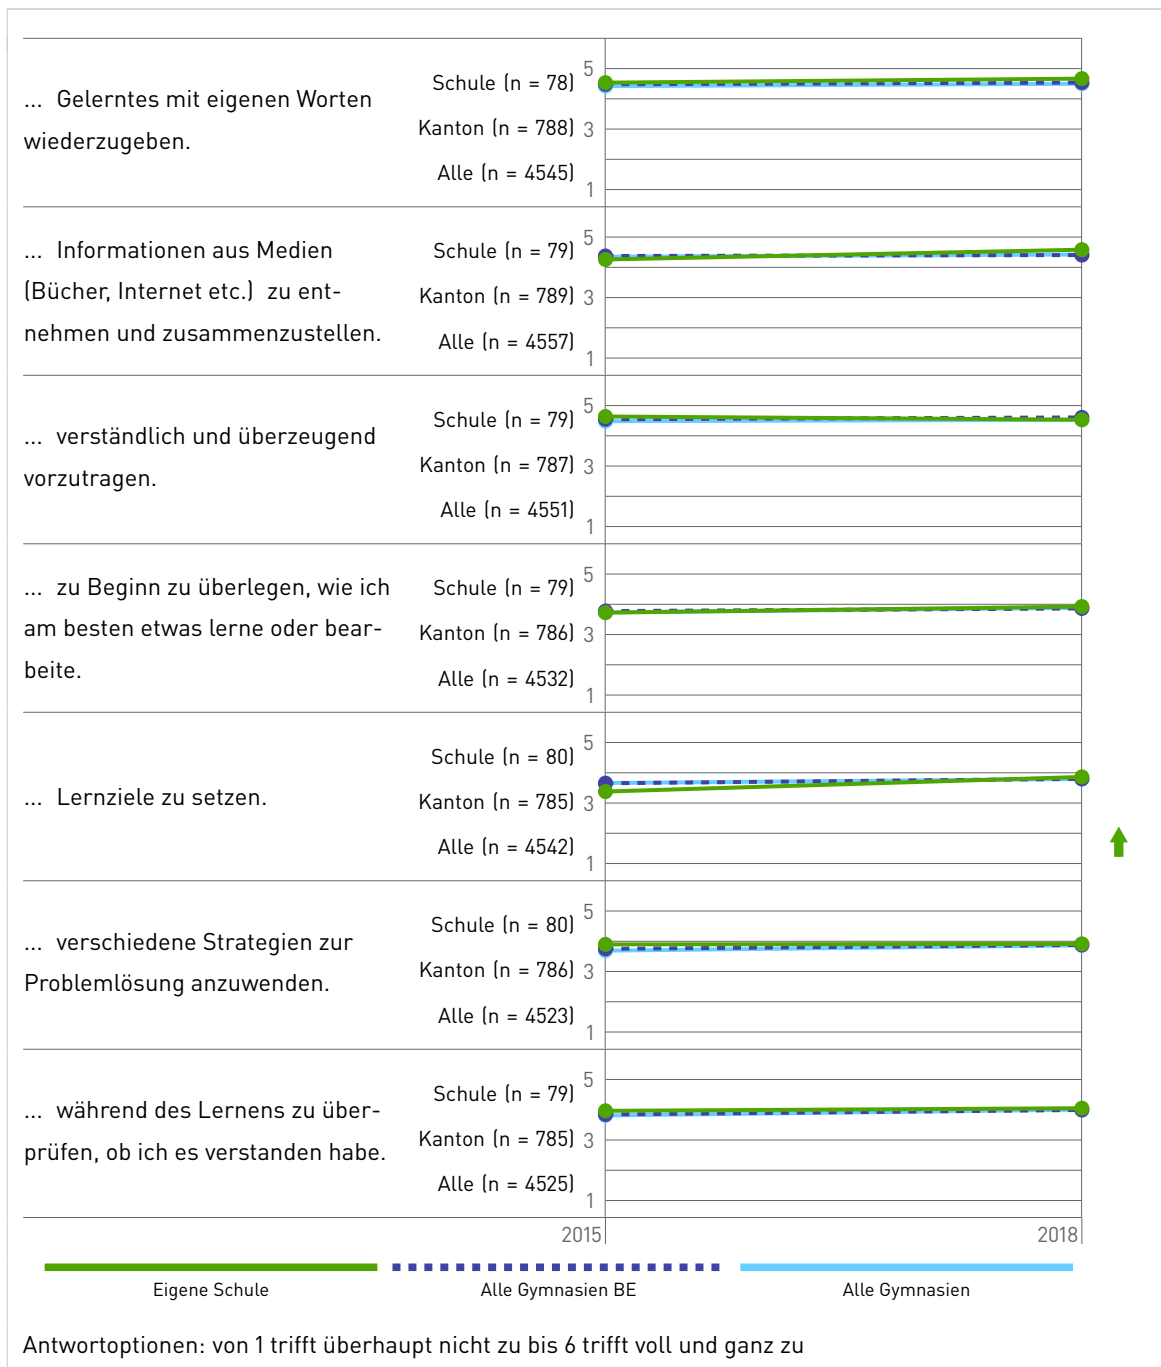 ... Gelerntes mit eigenen Worten
wiederzugeben.
Schule (n = 78)
Kanton (n = 788)
Alle (n = 4545)
5
3
1
... Informationen aus Medien
(Bücher, Internet etc.) zu ent-
nehmen und zusammenzustellen.
Schule (n = 79)
Kanton (n = 789)
Alle (n = 4557)
5
3
1
... verständlich und überzeugend
vorzutragen.
Schule (n = 79)
Kanton (n = 787)
Alle (n = 4551)
5
3
1
... zu Beginn zu überlegen, wie ich
am besten etwas lerne oder bear-
beite.
Schule (n = 79)
Kanton (n = 786)
Alle (n = 4532)
5
3
1
... Lernziele zu setzen.
Schule (n = 80)
Kanton (n = 785)
Alle (n = 4542)
5
3
1
... verschiedene Strategien zur
Problemlösung anzuwenden.
Schule (n = 80)
Kanton (n = 786)
Alle (n = 4523)
5
3
1
... während des Lernens zu über-
prüfen, ob ich es verstanden habe.
Schule (n = 79)
Kanton (n = 785)
Alle (n = 4525)
5
3
1
2015 2018
Eigene Schule Alle Gymnasien BE Alle Gymnasien
Antwortoptionen: von 1 trifft überhaupt nicht zu bis 6 trifft voll und ganz zu